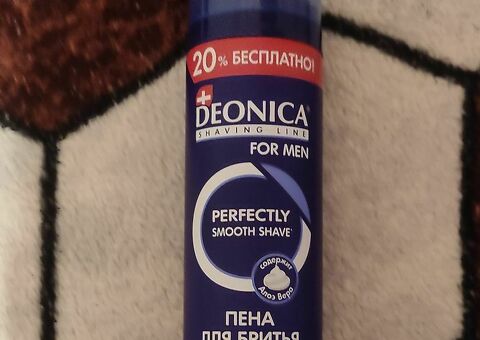 20% БЕСПЛАТНО!
DEONICA®
SHAVING LINE
FOR MEN
PERFECTLY
SMOOTH SHAVE*
содержит
Алоэ Вера
ПЕНА
ДЛЯ БРИТЬЯ